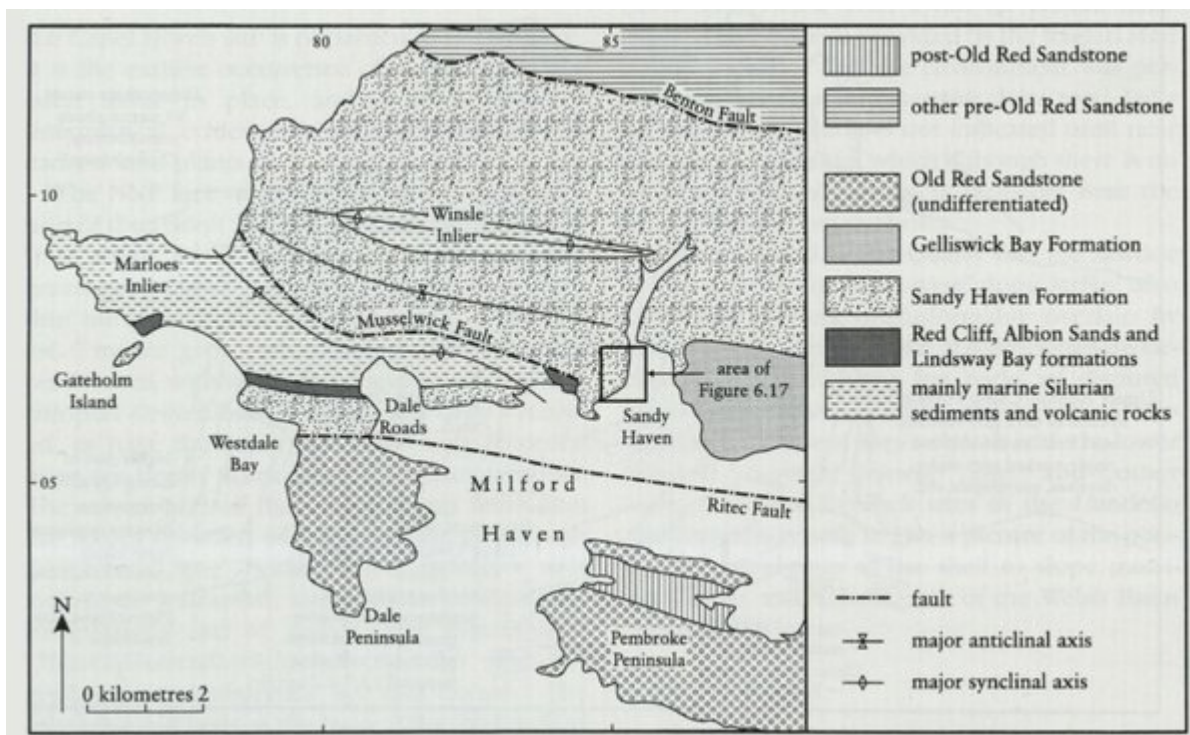 80
85
Benton Fault
10
Winsle
Inlier
Marloes
Inlier
Musselwick Fault
Gateholm
Island
area of
Figure 6.17
Dale
Roads
Sandy
Haven
Westdale
Bay
Milford
05
Ritec Fault
Haven
N
Dale
Peninsula
Pembroke
Peninsula
0 kilometres 2
post-Old Red Sandstone
other pre-Old Red Sandstone
Old Red Sandstone
(undifferentiated)
Gelliswick Bay Formation
Sandy Haven Formation
Red Cliff, Albion Sands and
Lindsway Bay formations
mainly marine Silurian
sediments and volcanic rocks
fault
major anticlinal axis
major synclinal axis